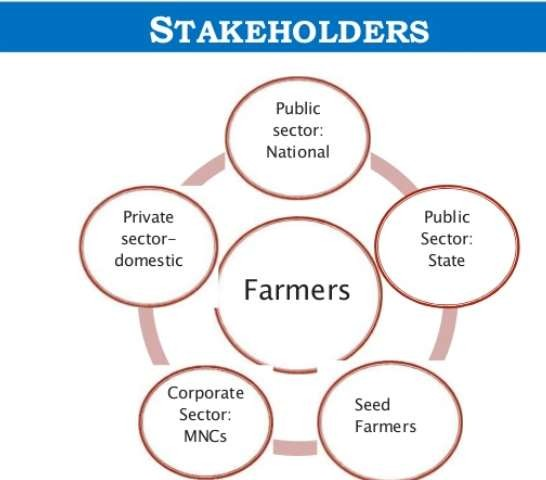 STAKEHOLDERS
Public
sector:
National
Public
Sector:
State
Seed
Farmers
Corporate
Sector:
MNCs
Private
sector-
domestic
Farmers